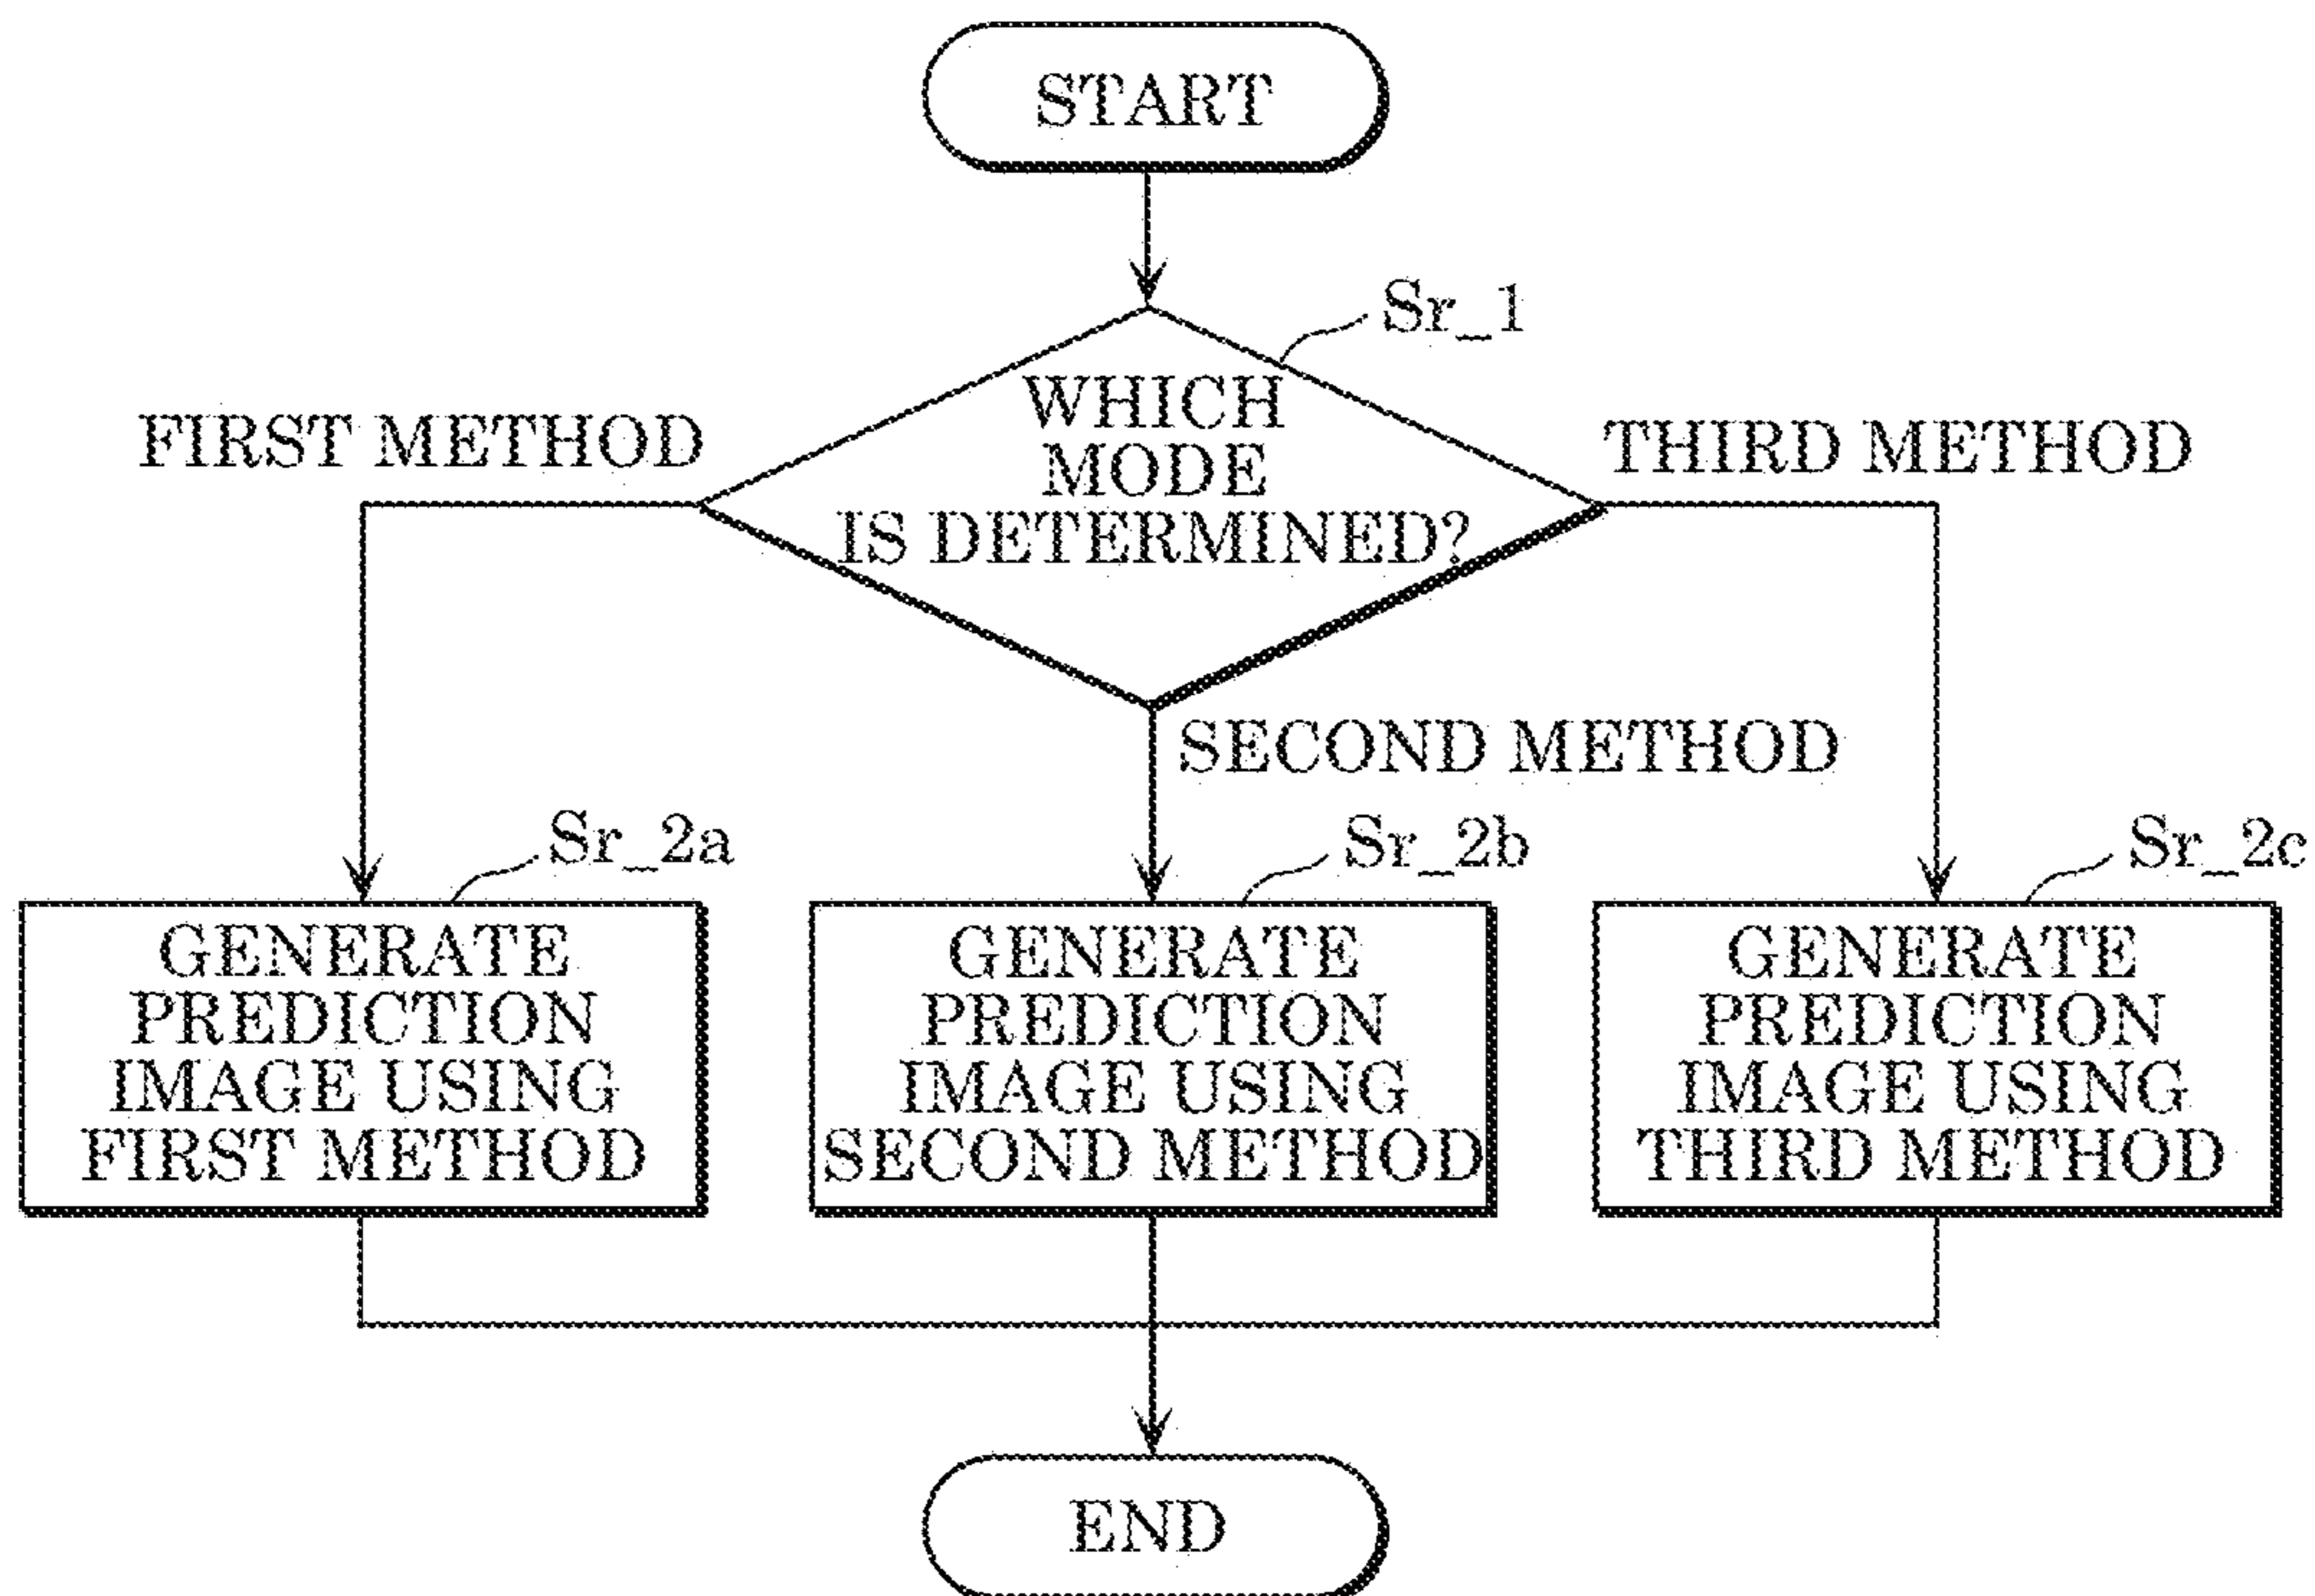 START
Sr_1
WHICH
MODE
IS DETERMINED?
FIRST METHOD
THIRD METHOD
SECOND METHOD
Sr_2a
GENERATE
PREDICTION
IMAGE USING
FIRST METHOD
Sr_2b
GENERATE
PREDICTION
IMAGE USING
SECOND METHOD
Sr_2c
GENERATE
PREDICTION
IMAGE USING
THIRD METHOD
END